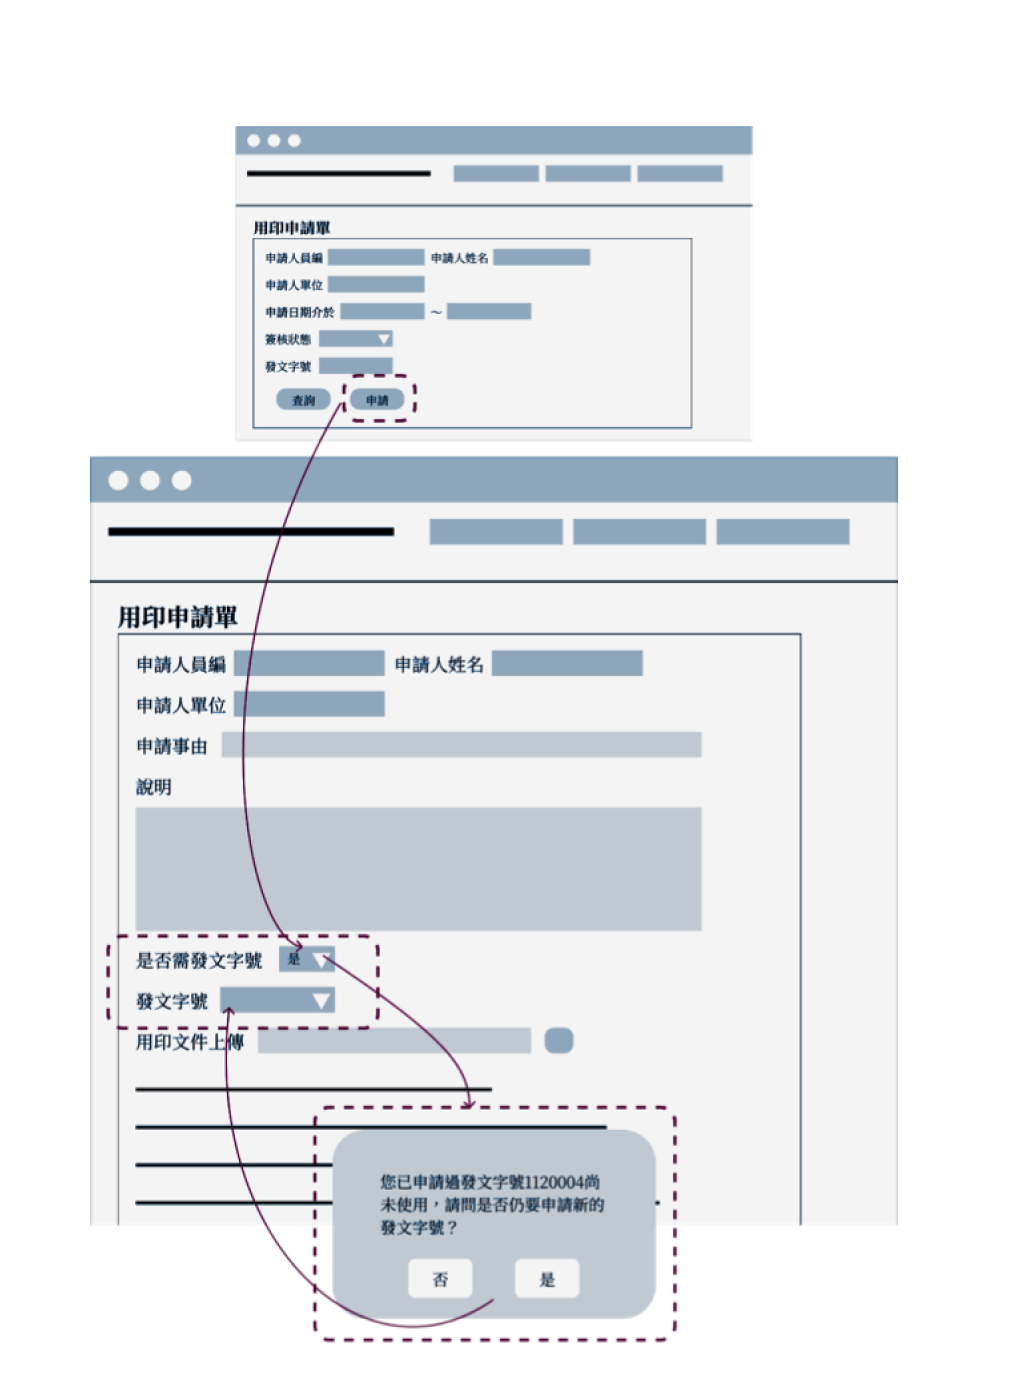 用印申請單
申請人員編 申請人姓名
申請人單位
申請日期介於 ～
簽核狀態
發文字號
查詢 申請
用印申請單
申請人員編 申請人姓名
申請人單位
申請事由
說明
是否需發文字號 是
發文字號
用印文件上傳
您已申請過發文字號1120004尚
未使用，請問是否仍要申請新的
發文字號？
否 是